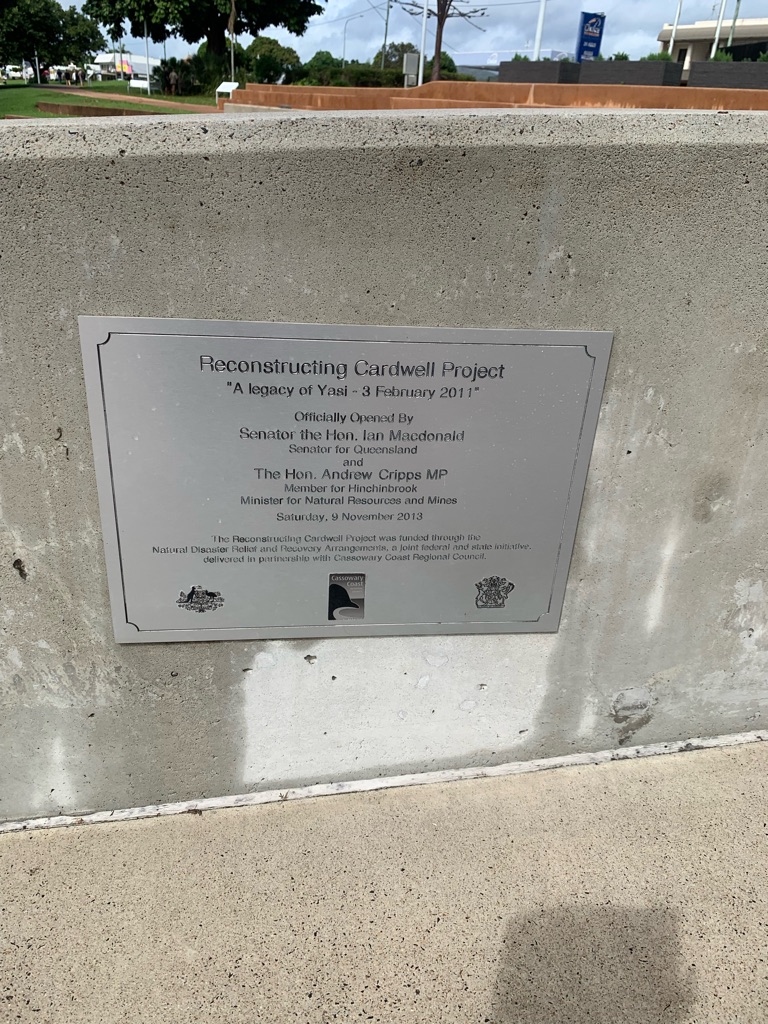 Reconstructing Cardwell Project
"A legacy of Yasi - 3 February 2011"
Officially Opened By
Senator the Hon. Ian Macdonald
Senator for Queensland
and
The Hon. Andrew Cripps MP
Member for Hinchinbrook
Minister for Natural Resources and Mines
Saturday, 9 November 2013
The Reconstructing Cardwell Project was funded through the
Natural Disaster Relief and Recovery Arrangements, a joint federal and state initiative,
delivered in partnership with Cassowary Coast Regional Council.
Cassowary
Coast